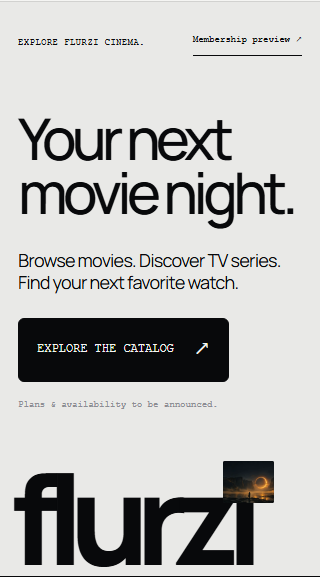 EXPLORE FLURZI CINEMA.
Membership preview ↗
Your next
movie night.
Browse movies. Discover TV series.
Find your next favorite watch.
EXPLORE THE CATALOG ↗
Plans & availability to be announced.
flurzi